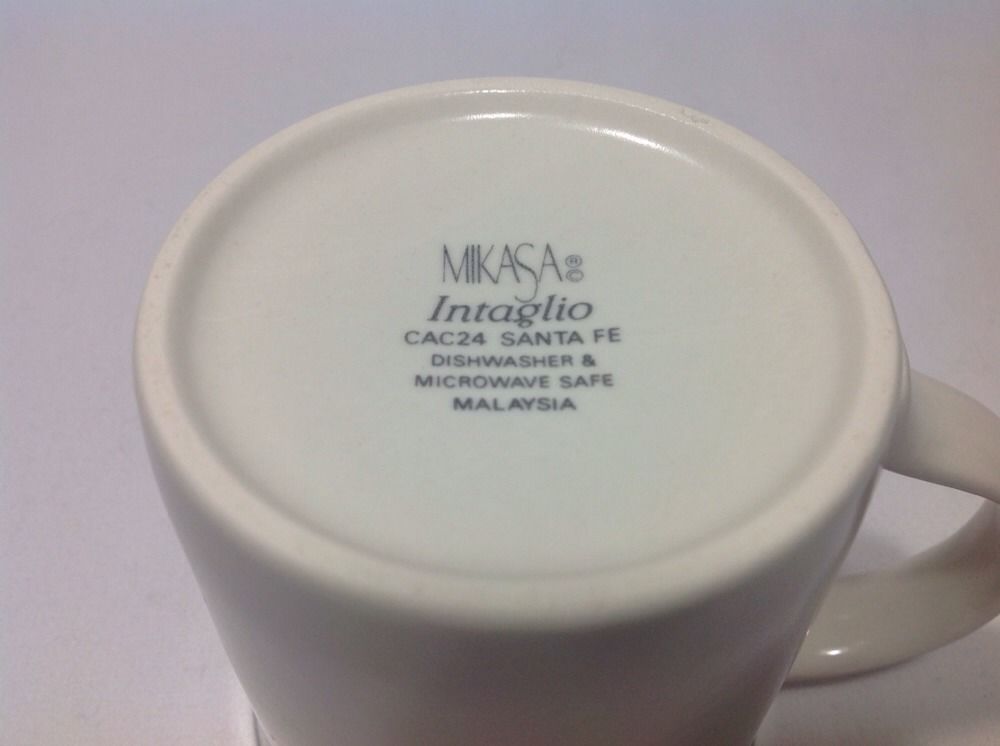 MIKASA®©
Intaglio
CAC24 SANTA FE
DISHWASHER &
MICROWAVE SAFE
MALAYSIA